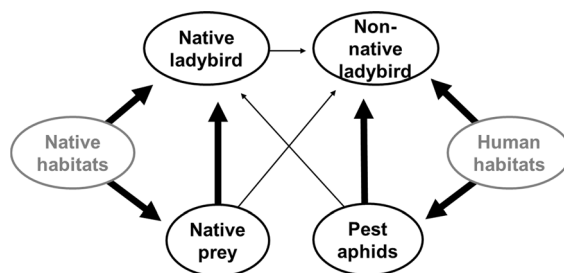 Native
ladybird
Non-
native
ladybird
Native
habitats
Human
habitats
Native
prey
Pest
aphids